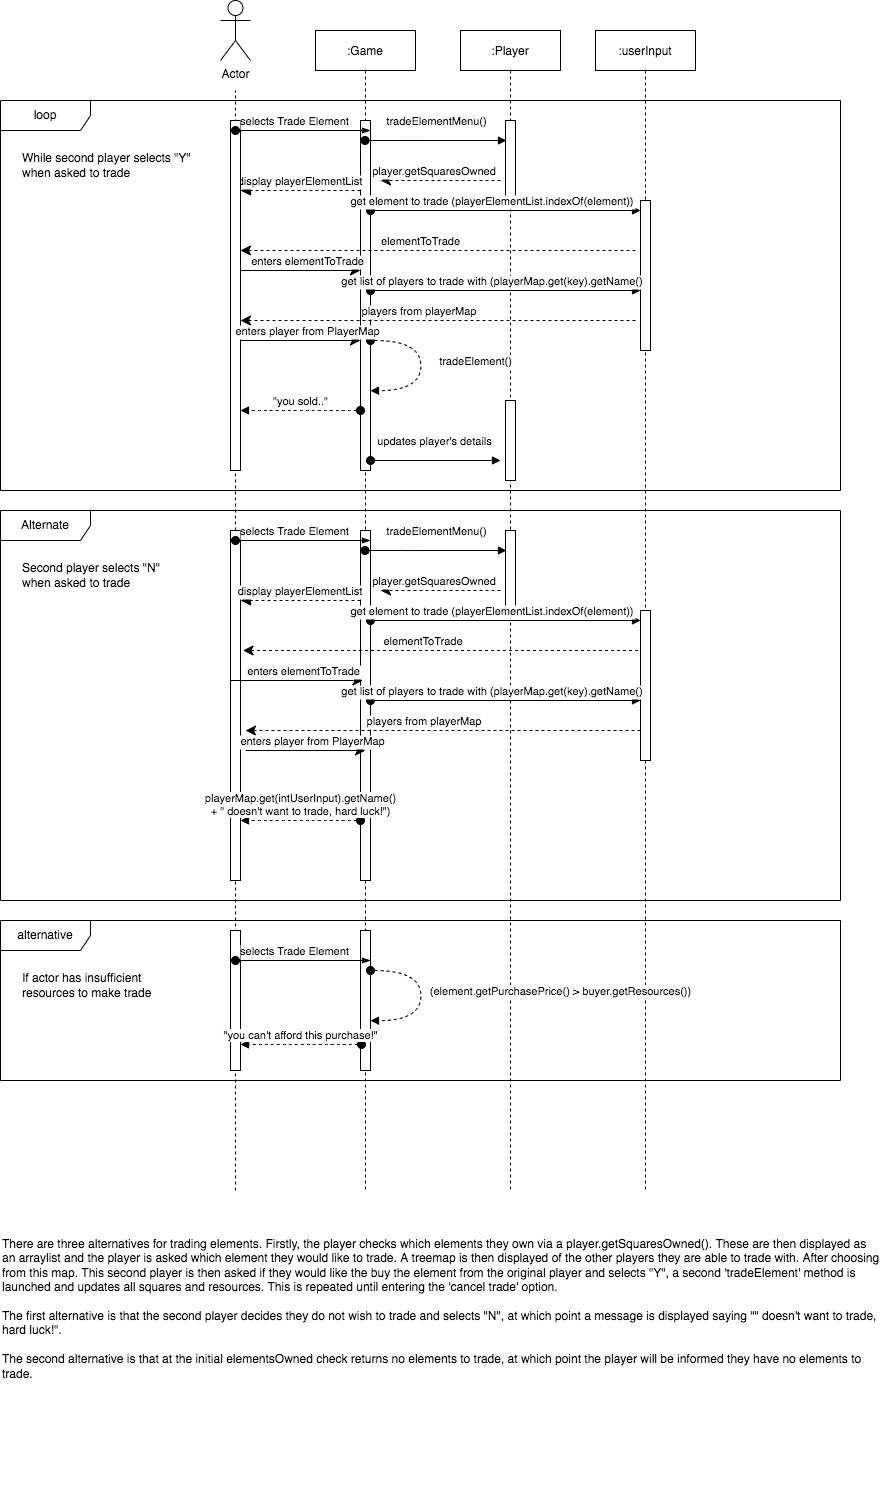 Actor
:Game
:Player
:userInput
loop
While second player selects "Y"
when asked to trade
selects Trade Element
tradeElementMenu()
player.getSquaresOwned
display playerElementList
get element to trade (playerElementList.indexOf(element))
elementToTrade
enters elementToTrade
get list of players to trade with (playerMap.get(key).getName()
players from playerMap
enters player from PlayerMap
tradeElement()
"you sold.."
updates player's details
Alternate
Second player selects "N"
when asked to trade
selects Trade Element
tradeElementMenu()
player.getSquaresOwned
display playerElementList
get element to trade (playerElementList.indexOf(element))
elementToTrade
enters elementToTrade
get list of players to trade with (playerMap.get(key).getName()
players from playerMap
enters player from PlayerMap
playerMap.get(intUserInput).getName()
+ " doesn't want to trade, hard luck!")
alternative
If actor has insufficient
resources to make trade
selects Trade Element
(element.getPurchasePrice() > buyer.getResources())
"you can't afford this purchase!"
There are three alternatives for trading elements. Firstly, the player checks which elements they own via a player.getSquaresOwned(). These are then displayed as
an arraylist and the player is asked which element they would like to trade. A treemap is then displayed of the other players they are able to trade with. After choosing
from this map. This second player is then asked if they would like the buy the element from the original player and selects "Y", a second 'tradeElement' method is
launched and updates all squares and resources. This is repeated until entering the 'cancel trade' option.
The first alternative is that the second player decides they do not wish to trade and selects "N", at which point a message is displayed saying "" doesn't want to trade,
hard luck!".
The second alternative is that at the initial elementsOwned check returns no elements to trade, at which point the player will be informed they have no elements to
trade.